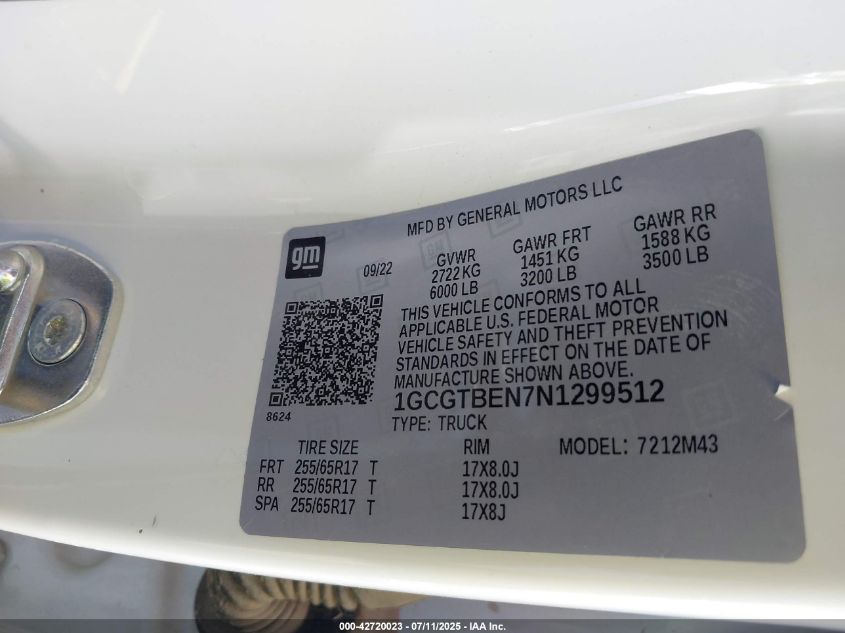 MFD BY GENERAL MOTORS LLC
gm
09/22
GVWR
2722 KG
6000 LB
GAWR FRT
1451 KG
3200 LB
GAWR RR
1588 KG
3500 LB
THIS VEHICLE CONFORMS TO ALL
APPLICABLE U.S. FEDERAL MOTOR
VEHICLE SAFETY AND THEFT PREVENTION
STANDARDS IN EFFECT ON THE DATE OF
MANUFACTURE SHOWN ABOVE.
8624
1GCGTBEN7N1299512
TYPE: TRUCK
TIRE SIZE RIM MODEL: 7212M43
FRT 255/65R17 T 17X8.0J
RR 255/65R17 T 17X8.0J
SPA 255/65R17 T 17X8J
000-42720023 - 07/11/2025 - IAA Inc.